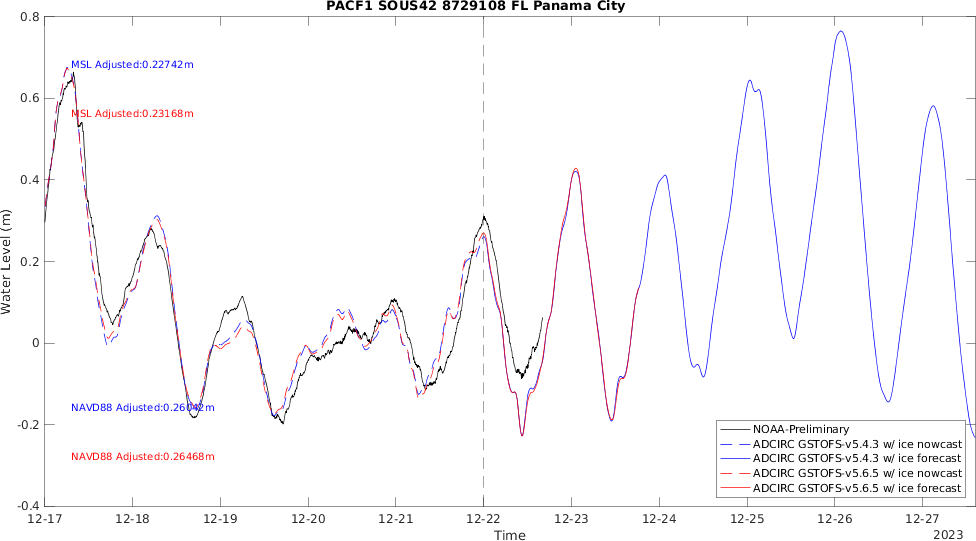 PACF1 SOUS42 8729108 FL Panama City
0.8
0.6
0.4
0.2
0
-0.2
-0.4
Water Level (m)
MSL Adjusted:0.22742m
MSL Adjusted:0.23168m
NAVD88 Adjusted:0.26042m
NAVD88 Adjusted:0.26468m
NOAA-Preliminary
ADCIRC GSTOFS-v5.4.3 w/ ice nowcast
ADCIRC GSTOFS-v5.4.3 w/ ice forecast
ADCIRC GSTOFS-v5.6.5 w/ ice nowcast
ADCIRC GSTOFS-v5.6.5 w/ ice forecast
12-17 12-18 12-19 12-20 12-21 12-22 12-23 12-24 12-25 12-26 12-27
Time
2023